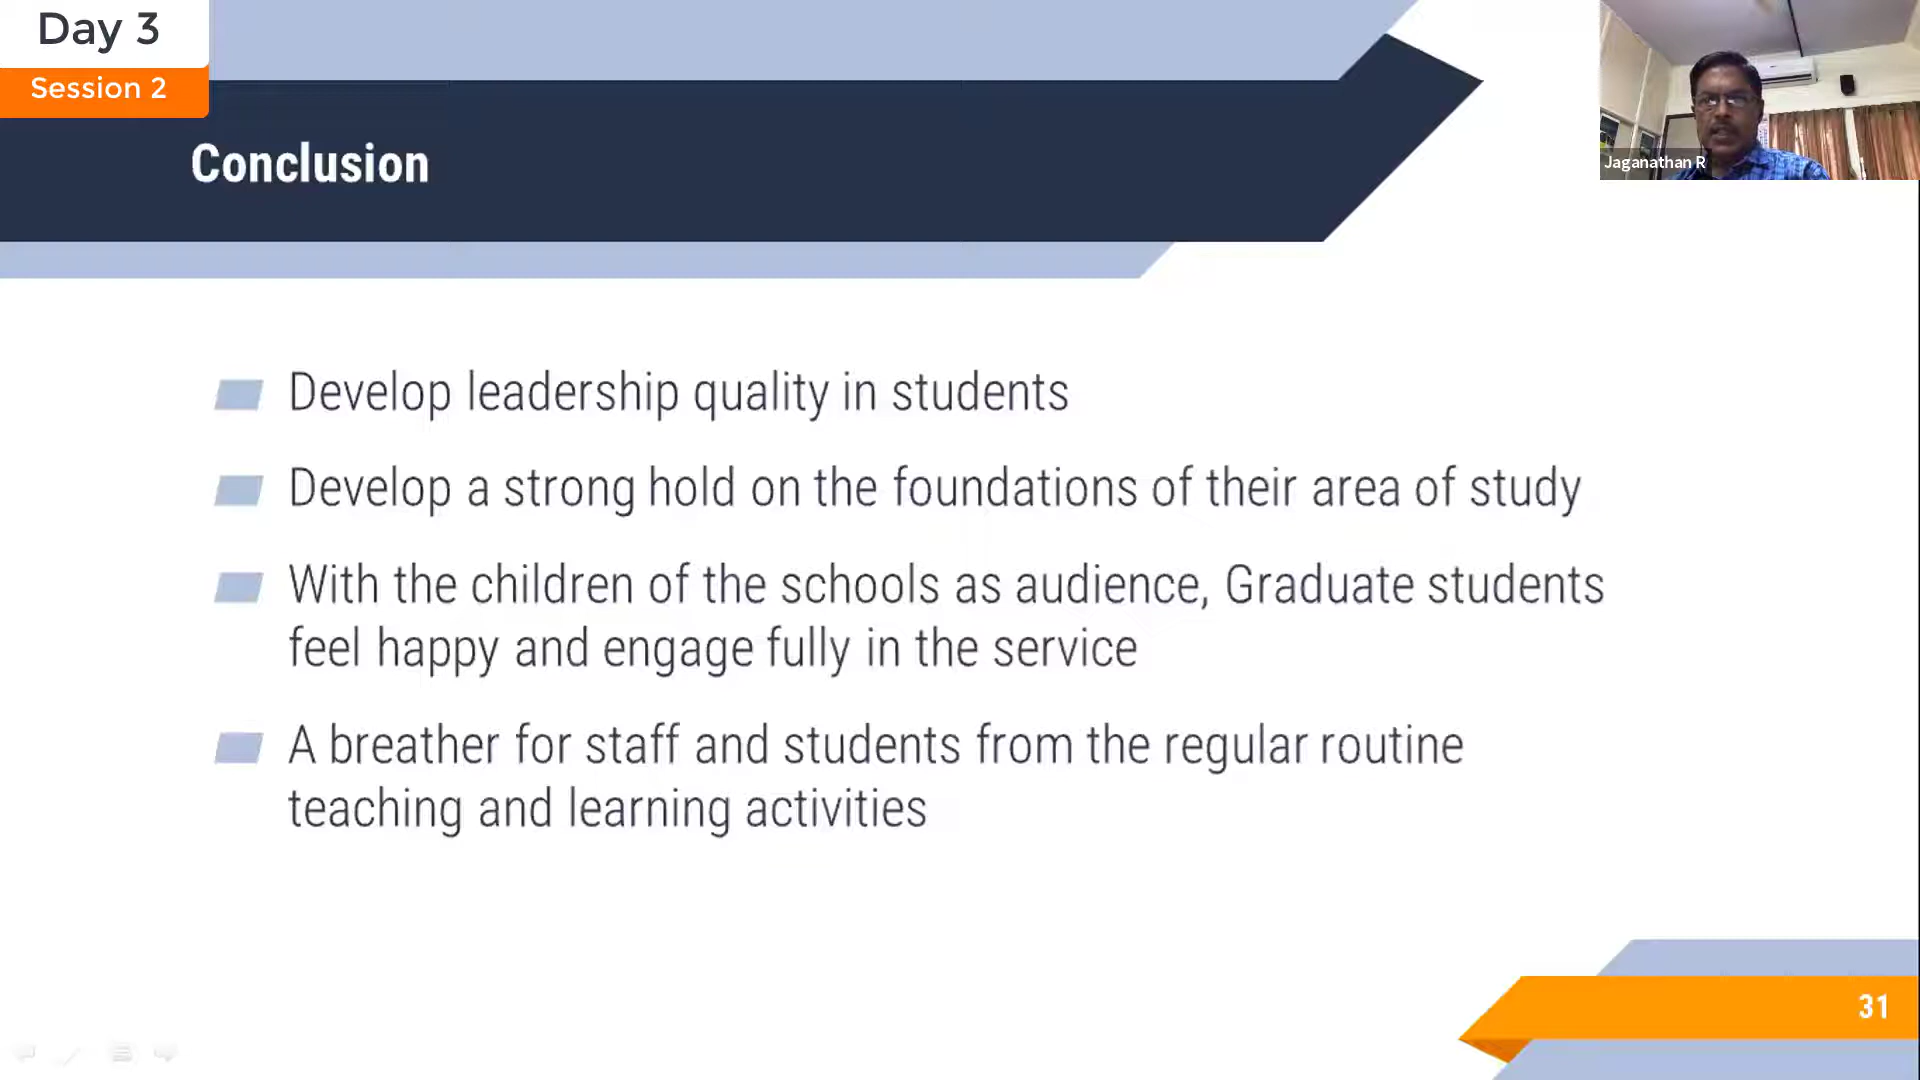 Day 3
Session 2
Conclusion
Jaganathan R
Develop leadership quality in students
Develop a strong hold on the foundations of their area of study
With the children of the schools as audience, Graduate students
feel happy and engage fully in the service
A breather for staff and students from the regular routine
teaching and learning activities
31